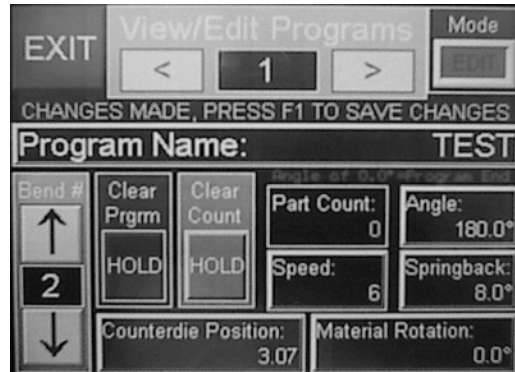 EXIT
View/Edit Programs
Mode
<
1
>
EDIT
CHANGES MADE, PRESS F1 TO SAVE CHANGES
Program Name: TEST
Angle of 0.0°=Program End
Bend #
2
Clear
Prgrm
HOLD
Clear
Count
HOLD
Part Count:
0
Angle:
180.0°
Speed:
6
Springback:
8.0°
Counterdie Position:
3.07
Material Rotation:
0.0°